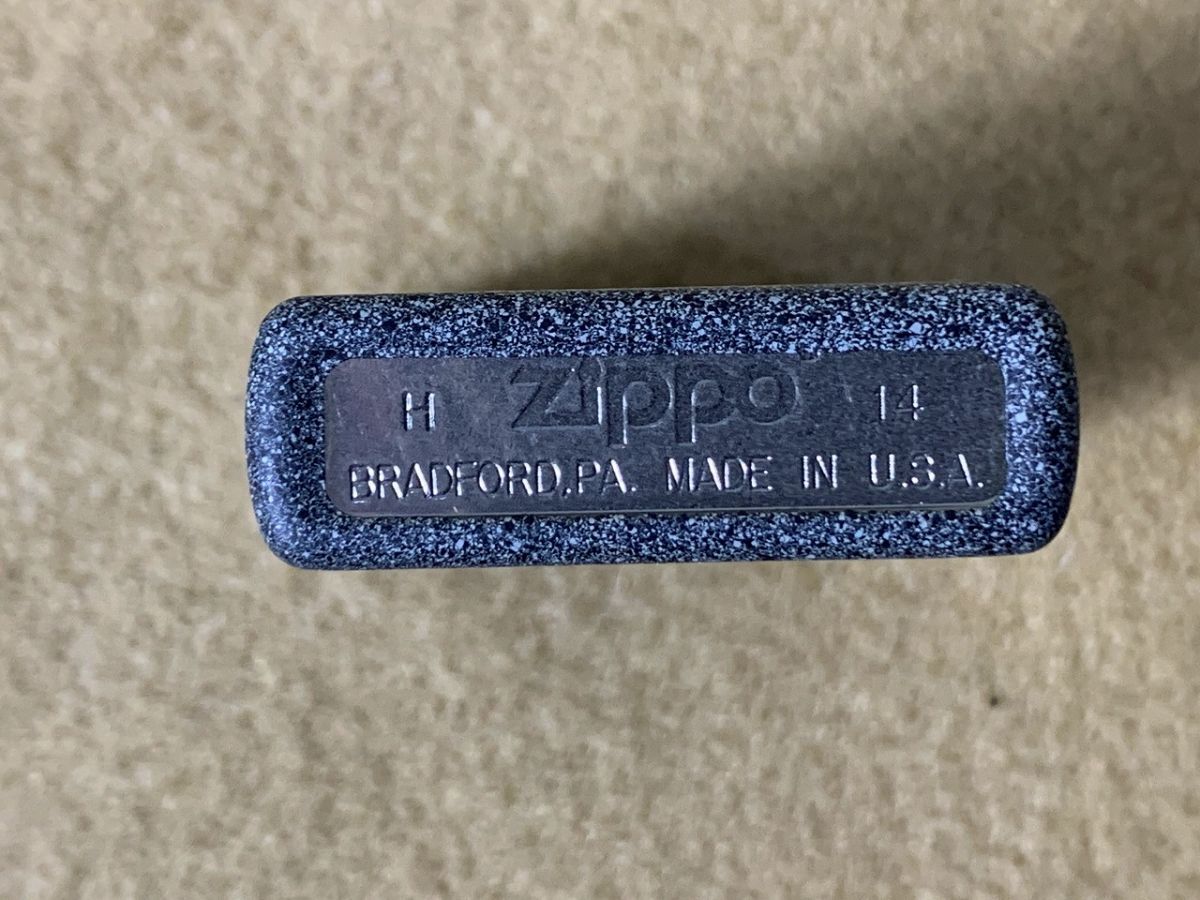 H Zippo 14
BRADFORD,PA. MADE IN U.S.A.